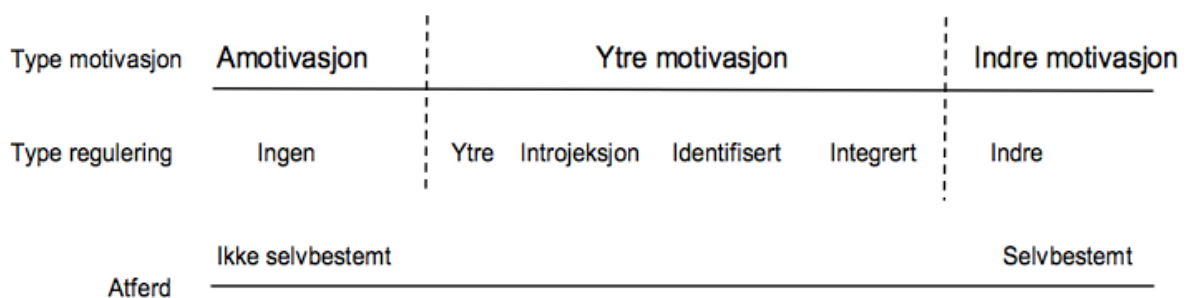 Type motivasjon Amotivasjon Ytre motivasjon Indre motivasjon
Type regulering Ingen Ytre Introjeksjon Identifisert Integrert Indre
Ikke selvbestemt Selvbestemt
Atferd